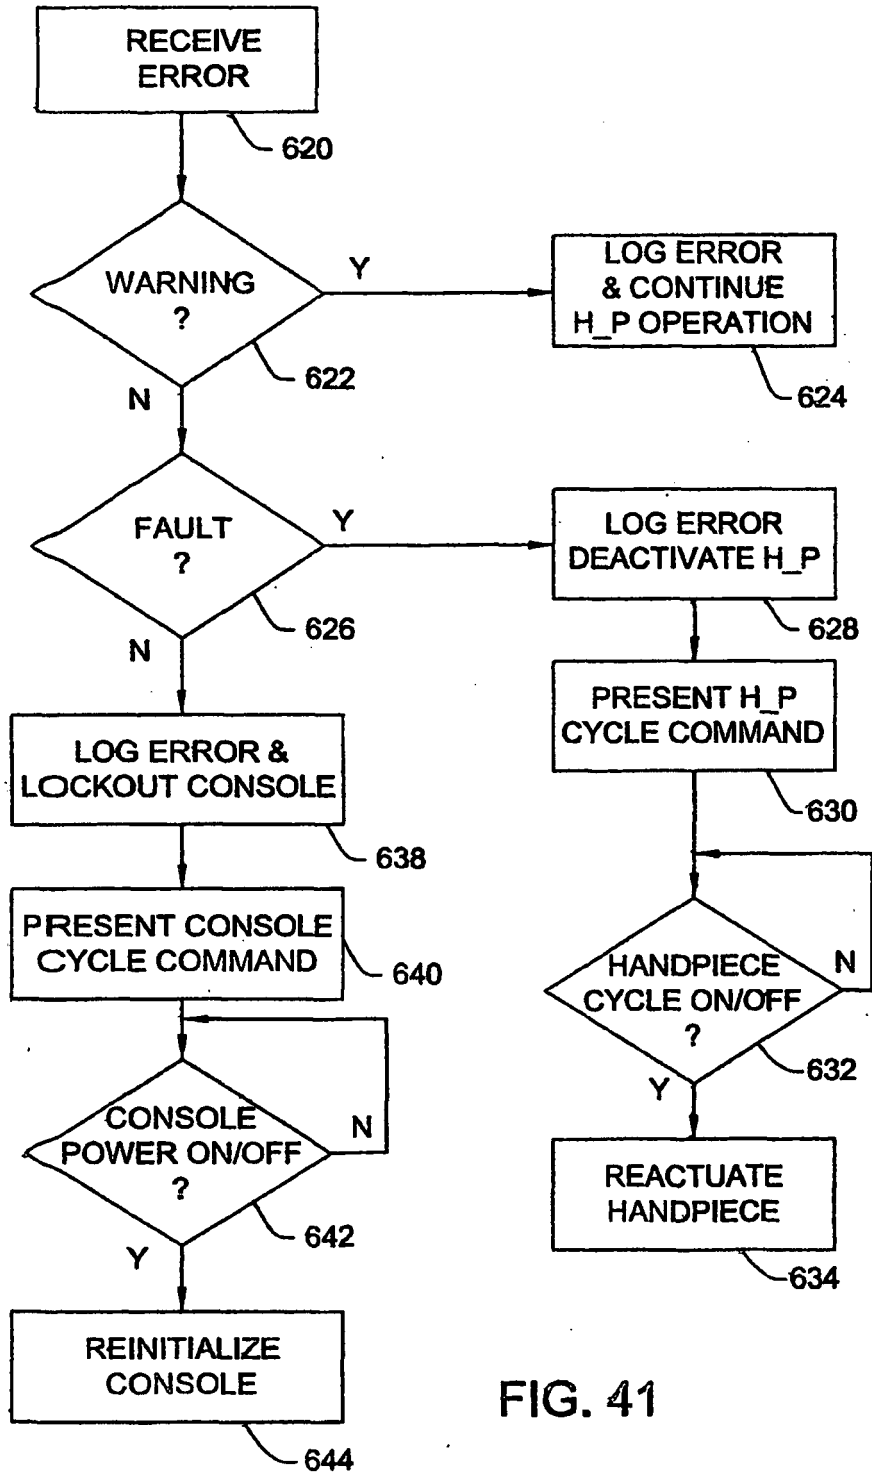 RECEIVE
ERROR
620
WARNING
?
Y
622
N
LOG ERROR
& CONTINUE
H_P OPERATION
624
FAULT
?
Y
626
N
LOG ERROR
DEACTIVATE H_P
628
PRESENT H_P
CYCLE COMMAND
630
HANDPIECE
CYCLE ON/OFF
?
N
632
Y
REACTUATE
HANDPIECE
634
LOG ERROR &
LOCKOUT CONSOLE
638
PRESENT CONSOLE
CYCLE COMMAND
640
CONSOLE
POWER ON/OFF
?
N
642
Y
REINITIALIZE
CONSOLE
644
FIG. 41